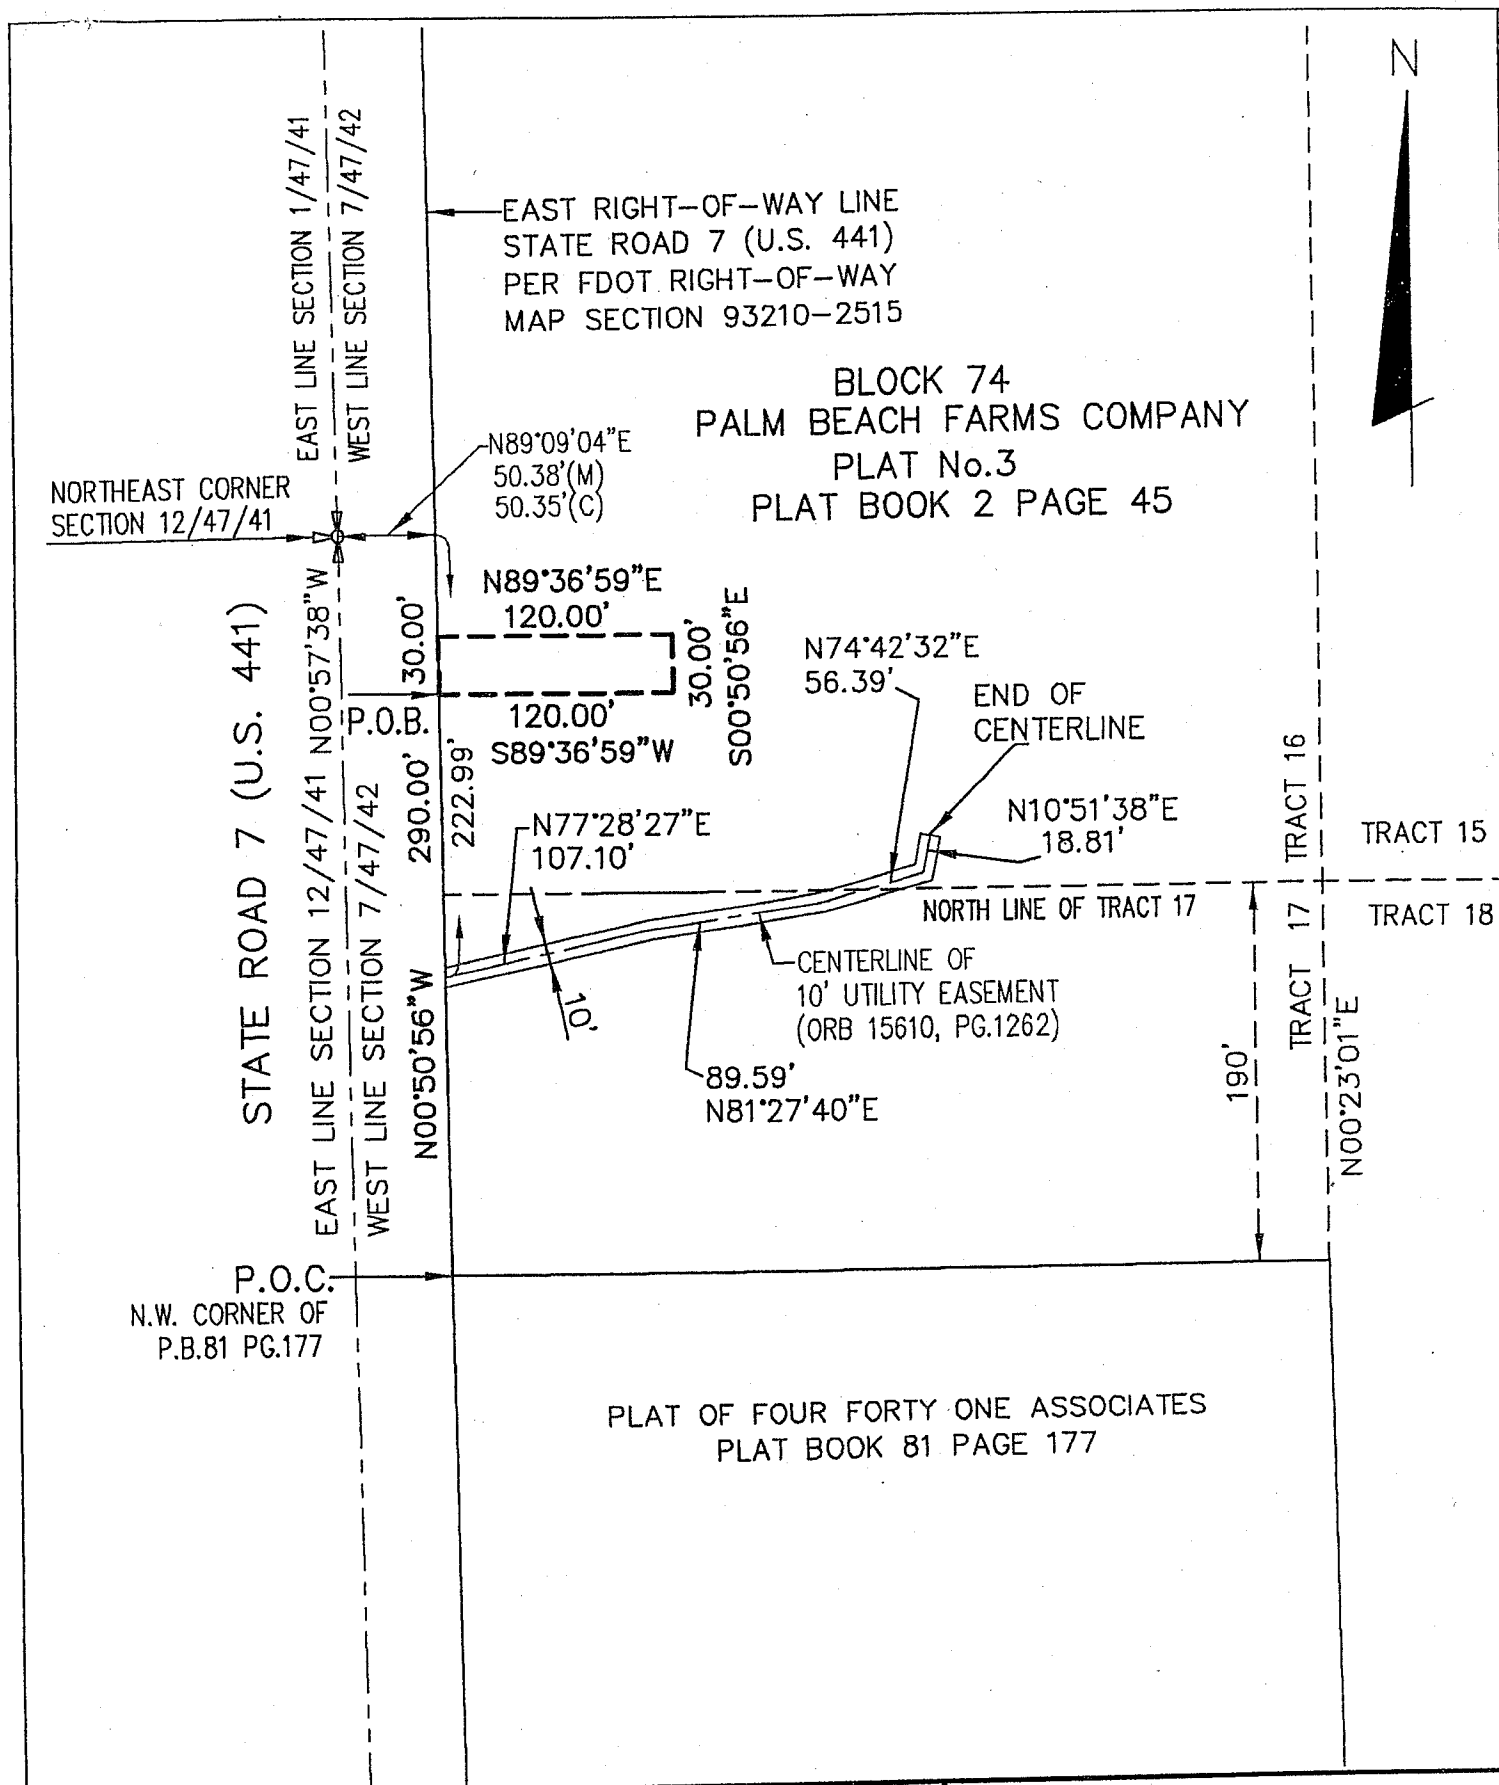 N
EAST LINE SECTION 1/47/41
WEST LINE SECTION 7/47/42
EAST RIGHT-OF-WAY LINE
STATE ROAD 7 (U.S. 441)
PER FDOT RIGHT-OF-WAY
MAP SECTION 93210-2515
BLOCK 74
PALM BEACH FARMS COMPANY
PLAT No.3
PLAT BOOK 2 PAGE 45
N89°09'04"E
50.38'(M)
50.35'(C)
NORTHEAST CORNER
SECTION 12/47/41
N89°36'59"E
120.00'
30.00'
30.00'
S00°50'56"E
P.O.B.
120.00'
S89°36'59"W
N74°42'32"E
56.39'
END OF
CENTERLINE
N10°51'38"E
18.81'
STATE ROAD 7 (U.S. 441)
EAST LINE SECTION 12/47/41 N00°57'38"W
WEST LINE SECTION 7/47/42
N00°50'56"W
290.00'
222.99'
N77°28'27"E
107.10'
TRACT 16
TRACT 15
NORTH LINE OF TRACT 17
TRACT 17
TRACT 18
CENTERLINE OF
10' UTILITY EASEMENT
(ORB 15610, PG.1262)
10'
89.59'
N81°27'40"E
190'
N00°23'01"E
P.O.C.
N.W. CORNER OF
P.B.81 PG.177
PLAT OF FOUR FORTY ONE ASSOCIATES
PLAT BOOK 81 PAGE 177